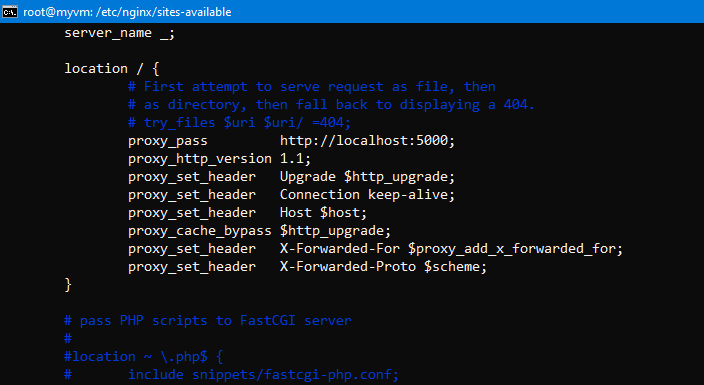 root@myvm: /etc/nginx/sites-available
server_name _;
location / {
# First attempt to serve request as file, then
# as directory, then fall back to displaying a 404.
# try_files $uri $uri/ =404;
proxy_pass http://localhost:5000;
proxy_http_version 1.1;
proxy_set_header Upgrade $http_upgrade;
proxy_set_header Connection keep-alive;
proxy_set_header Host $host;
proxy_cache_bypass $http_upgrade;
proxy_set_header X-Forwarded-For $proxy_add_x_forwarded_for;
proxy_set_header X-Forwarded-Proto $scheme;
}
# pass PHP scripts to FastCGI server
#
#location ~ \.php$ {
# include snippets/fastcgi-php.conf;